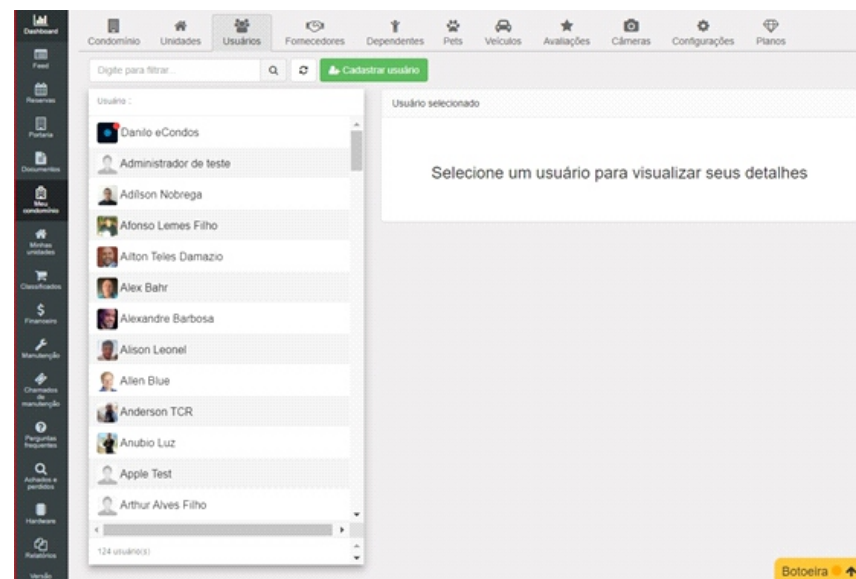 Dashboard
Feed
Reservas
Portaria
Documentos
Meu
condomínio
Minhas
unidades
Classificados
Financeiro
Manutenção
Chamados
de
manutenção
Perguntas
frequentes
Achados e
perdidos
Hardware
Relatórios
Versão
Condomínio Unidades Usuários Fornecedores Dependentes Pets Veículos Avaliações Câmeras Configurações Planos
Digite para filtrar... Cadastrar usuário
Usuário :
Danilo eCondos
Administrador de teste
Adílson Nobrega
Afonso Lemes Filho
Ailton Teles Damazio
Alex Bahr
Alexandre Barbosa
Alison Leonel
Allen Blue
Anderson TCR
Anubio Luz
Apple Test
Arthur Alves Filho
124 usuário(s)
Usuário selecionado
Selecione um usuário para visualizar seus detalhes
Botoeira